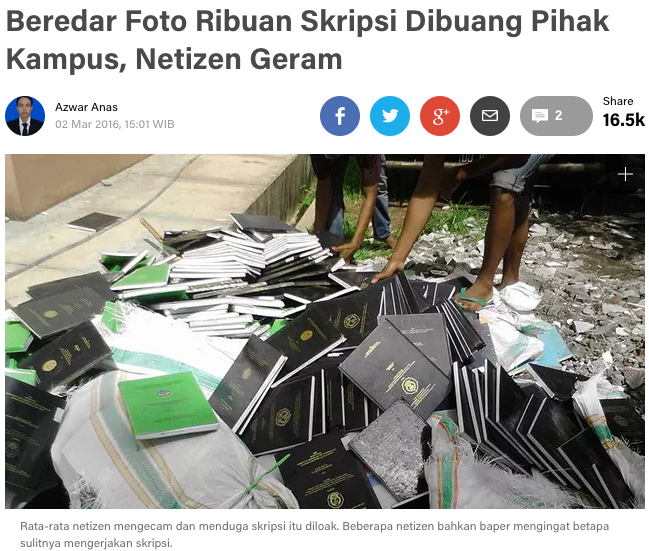 Beredar Foto Ribuan Skripsi Dibuang Pihak
Kampus, Netizen Geram
Azwar Anas
02 Mar 2016, 15:01 WIB
f
g+
2
Share
16.5k
Rata-rata netizen mengecam dan menduga skripsi itu diloak. Beberapa netizen bahkan baper mengingat betapa
sulitnya mengerjakan skripsi.